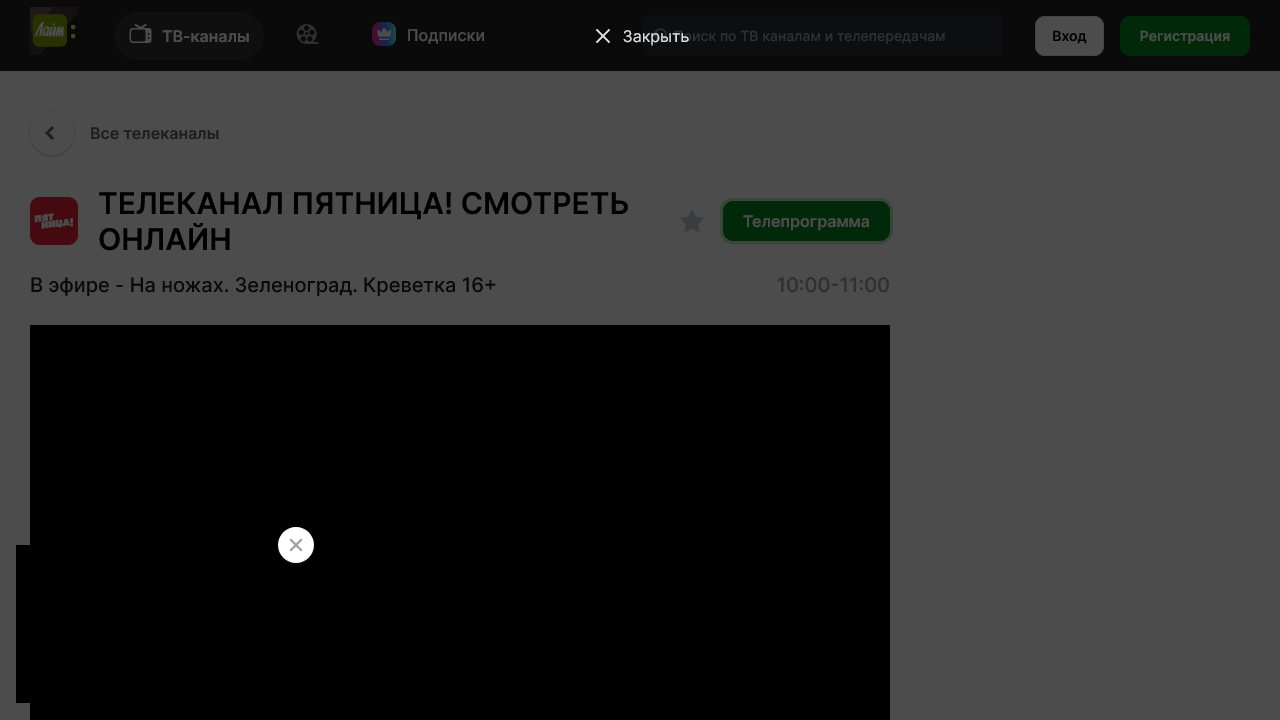 Лайм
ТВ-каналы
Подписки
Закрыть
иск по ТВ каналам и телепередачам
Вход
Регистрация
Все телеканалы
ПЯТНИЦА!
ТЕЛЕКАНАЛ ПЯТНИЦА! СМОТРЕТЬ
ОНЛАЙН
Телепрограмма
В эфире - На ножах. Зеленоград. Креветка 16+
10:00-11:00